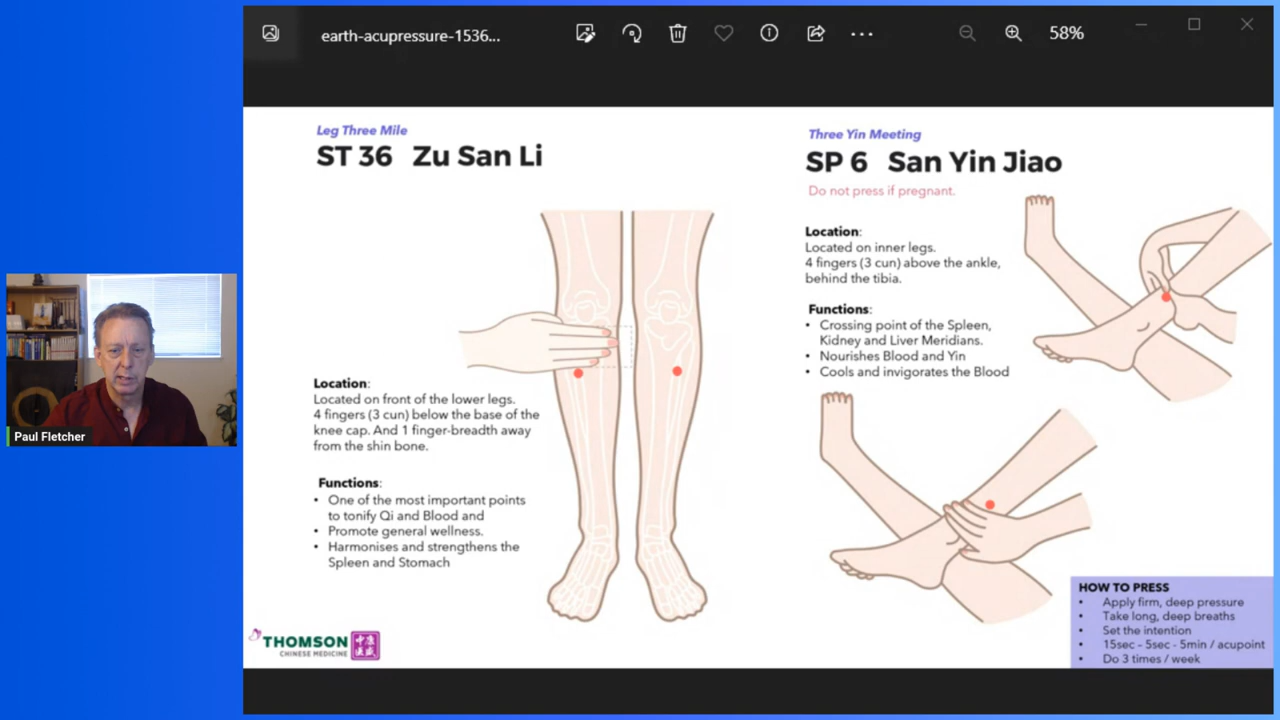 earth-acupressure-1536...
58%
Leg Three Mile
ST 36 Zu San Li
Location:
Located on front of the lower legs.
4 fingers (3 cun) below the base of the
knee cap. And 1 finger-breadth away
from the shin bone.
Functions:
• One of the most important points
to tonify Qi and Blood and
• Promote general wellness.
• Harmonises and strengthens the
Spleen and Stomach
THOMSON
CHINESE MEDICINE
Three Yin Meeting
SP 6 San Yin Jiao
Do not press if pregnant.
Location:
Located on inner legs.
4 fingers (3 cun) above the ankle,
behind the tibia.
Functions:
• Crossing point of the Spleen,
Kidney and Liver Meridians.
• Nourishes Blood and Yin
• Cools and invigorates the Blood
HOW TO PRESS
• Apply firm, deep pressure
• Take long, deep breaths
• Set the intention
• 15sec – 5sec - 5min / acupoint
• Do 3 times / week
Paul Fletcher